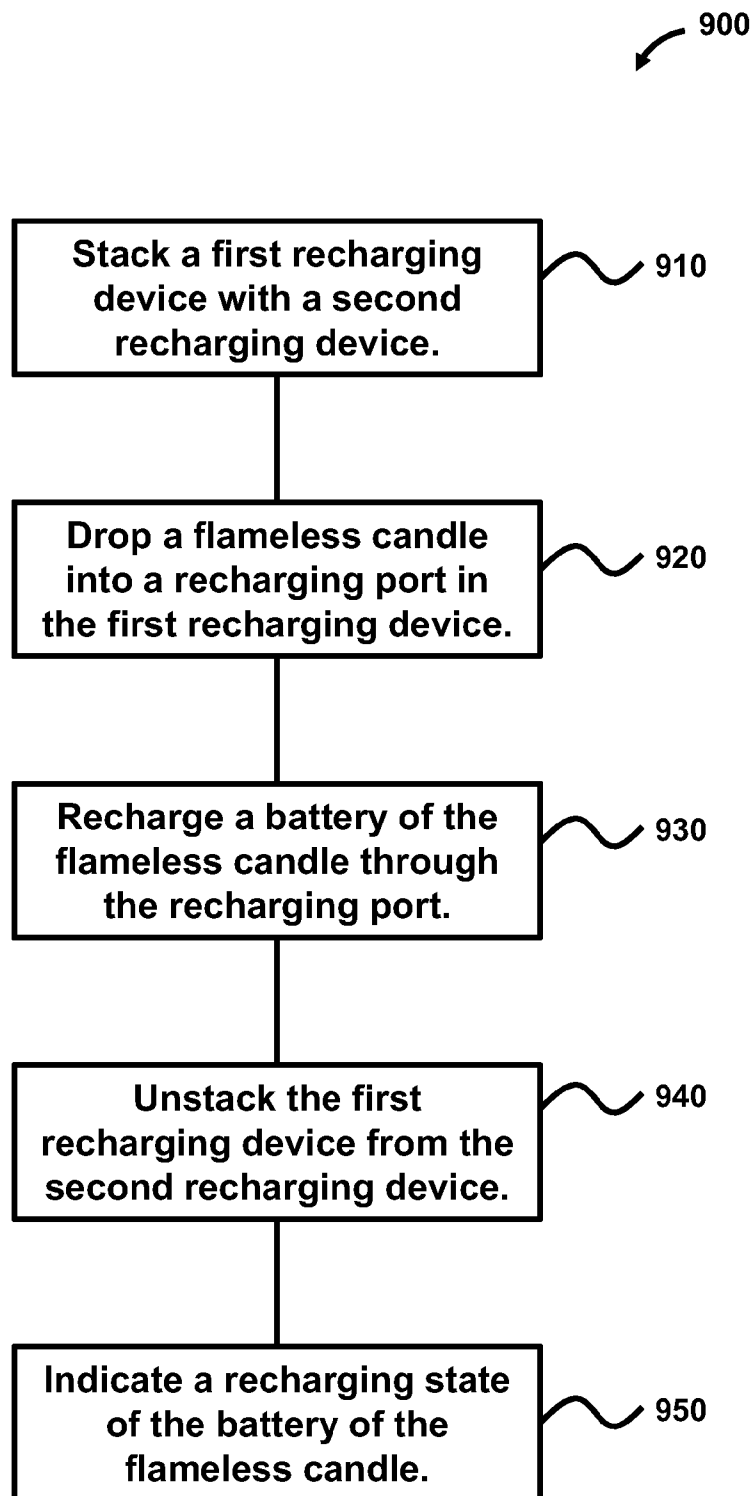 900
Stack a first recharging
device with a second
recharging device.
910
Drop a flameless candle
into a recharging port in
the first recharging device.
920
Recharge a battery of the
flameless candle through
the recharging port.
930
Unstack the first
recharging device from the
second recharging device.
940
Indicate a recharging state
of the battery of the
flameless candle.
950